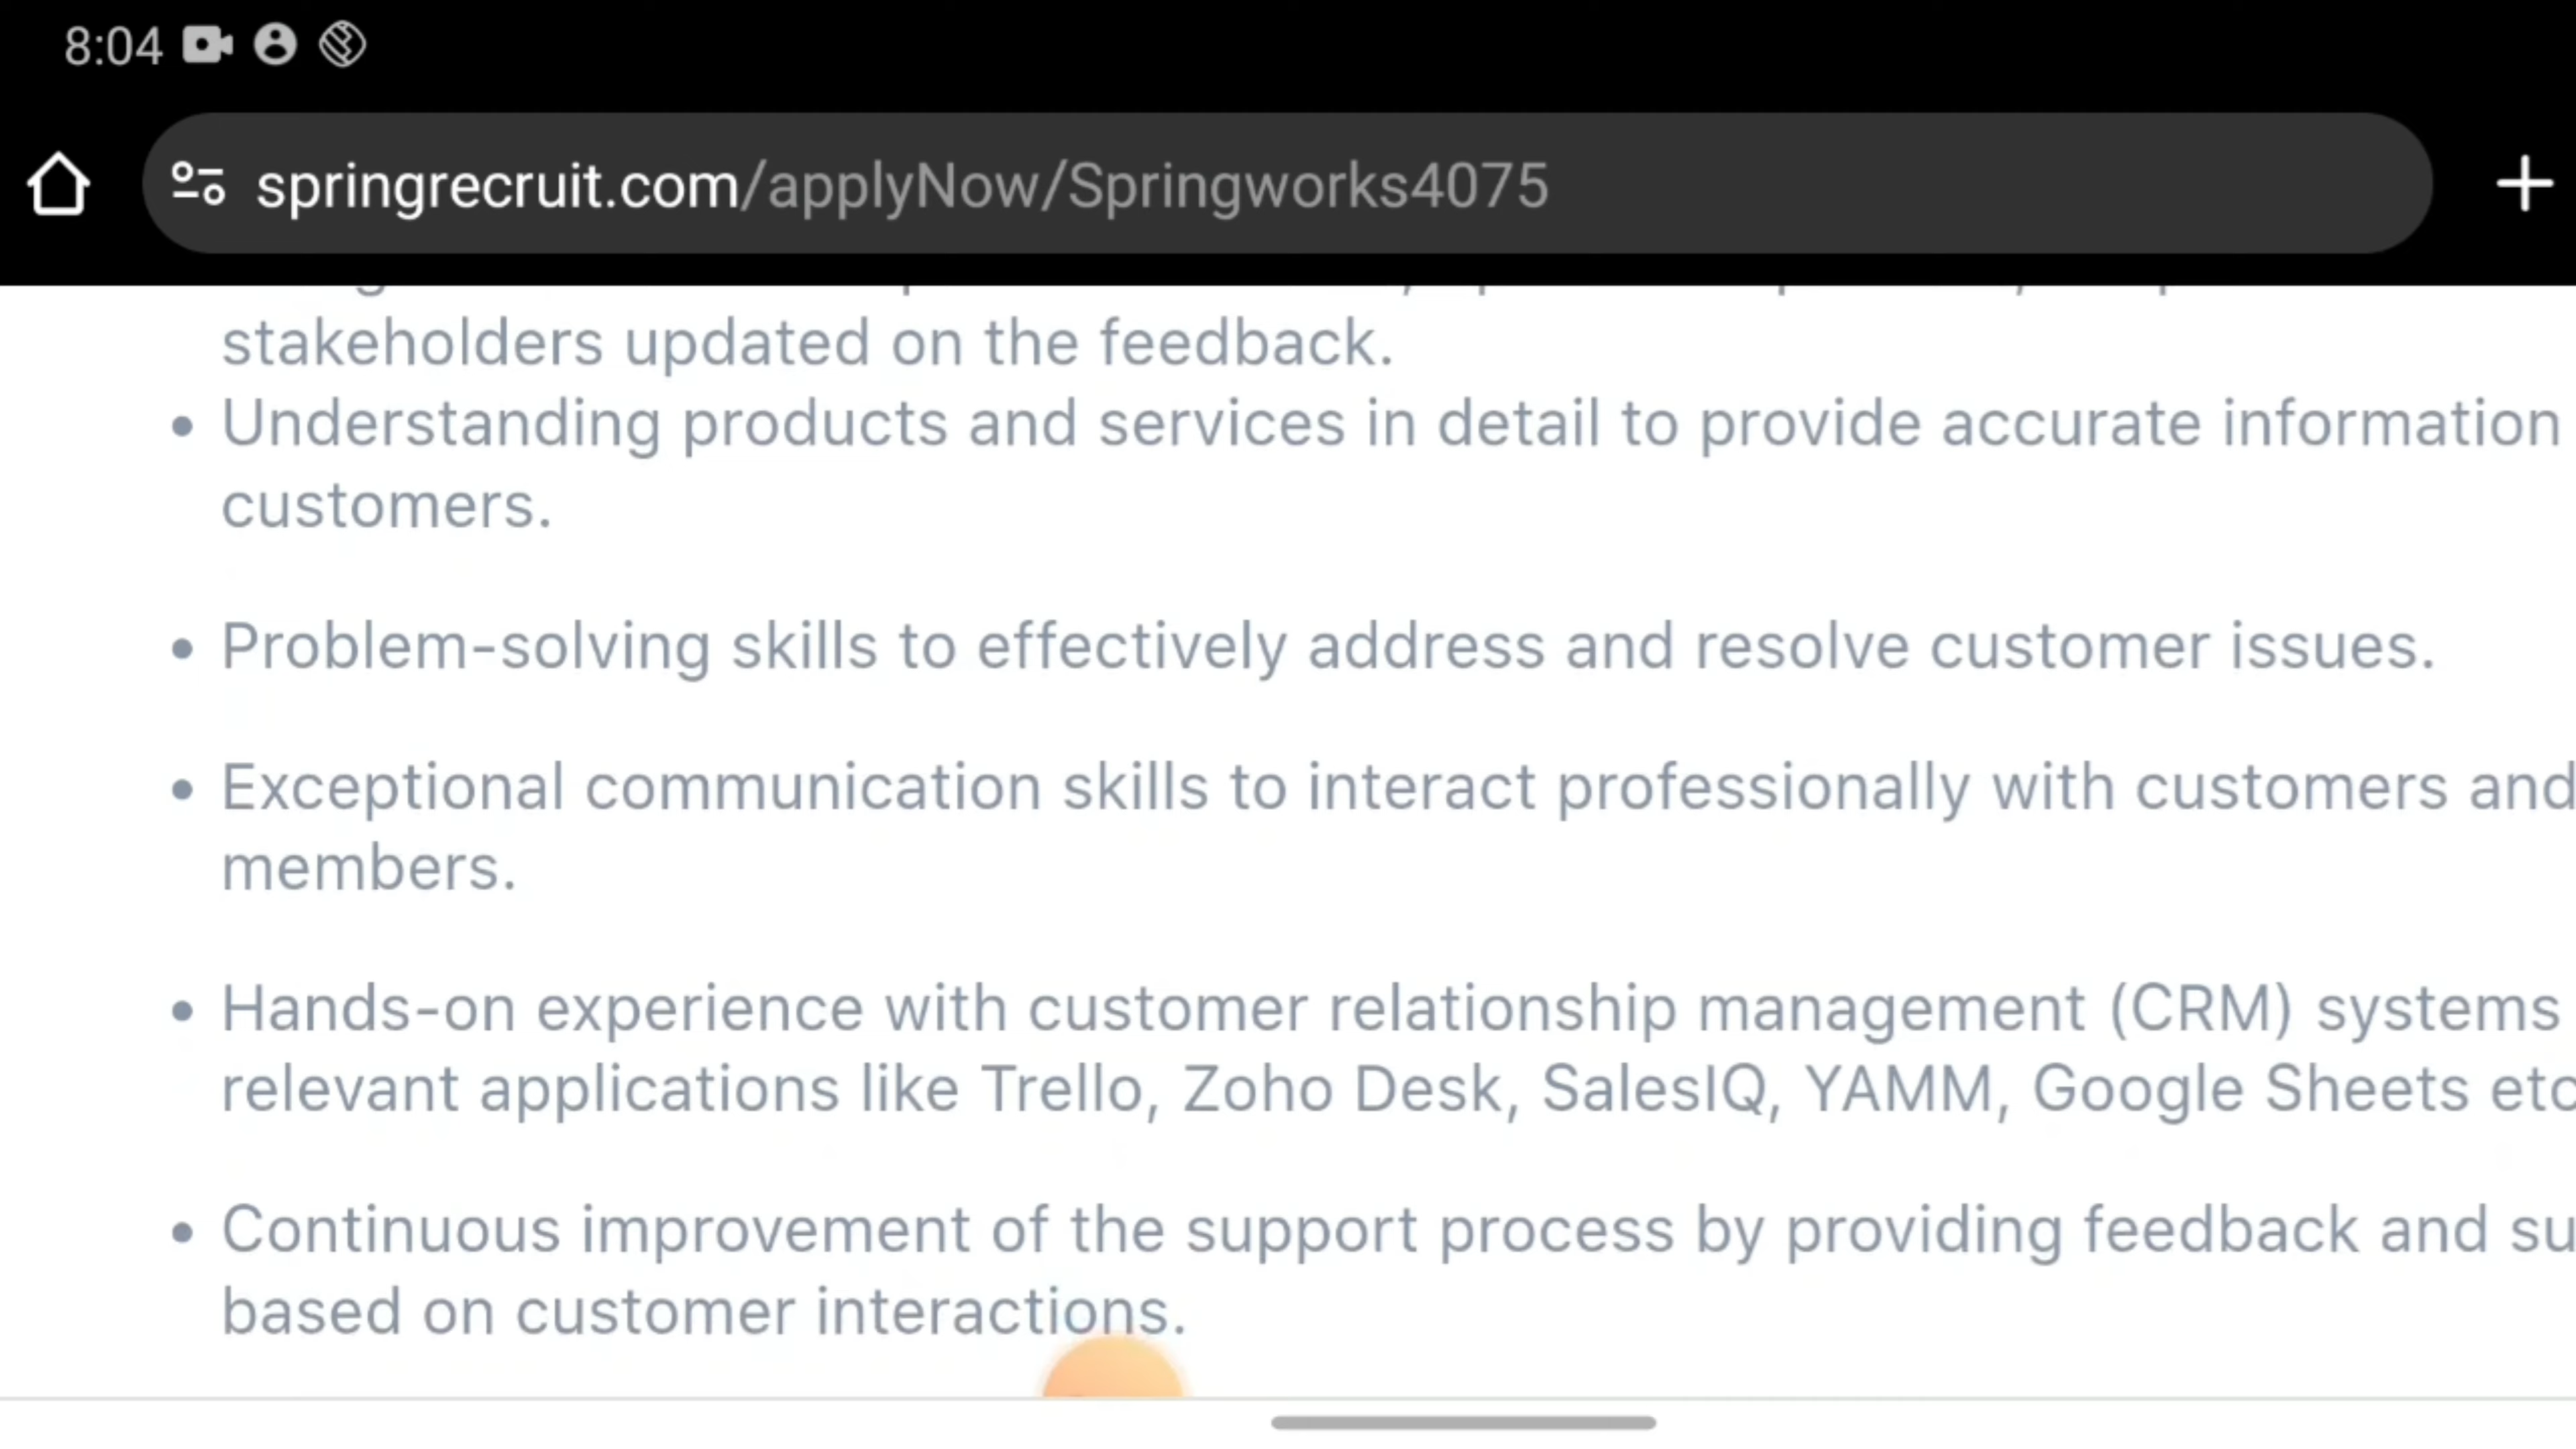 8:04
springrecruit.com/applyNow/Springworks4075
stakeholders updated on the feedback.
• Understanding products and services in detail to provide accurate information
customers.
• Problem-solving skills to effectively address and resolve customer issues.
• Exceptional communication skills to interact professionally with customers and
members.
• Hands-on experience with customer relationship management (CRM) systems
relevant applications like Trello, Zoho Desk, SalesIQ, YAMM, Google Sheets etc
• Continuous improvement of the support process by providing feedback and su
based on customer interactions.